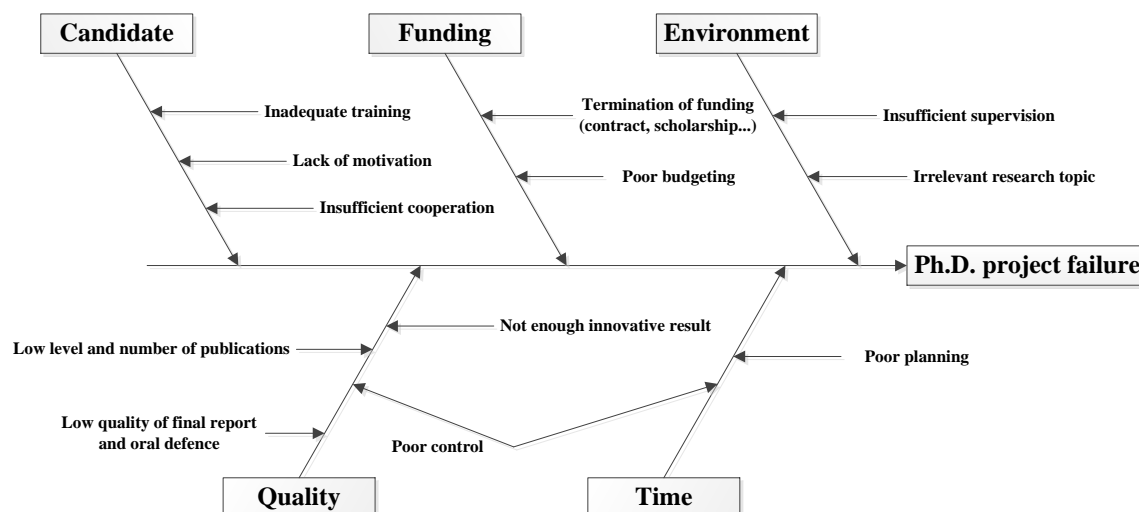 Candidate
Funding
Environment
Inadequate training
Termination of funding
(contract, scholarship...)
Insufficient supervision
Lack of motivation
Poor budgeting
Irrelevant research topic
Insufficient cooperation
Ph.D. project failure
Not enough innovative result
Low level and number of publications
Poor planning
Low quality of final report
and oral defence
Poor control
Quality
Time